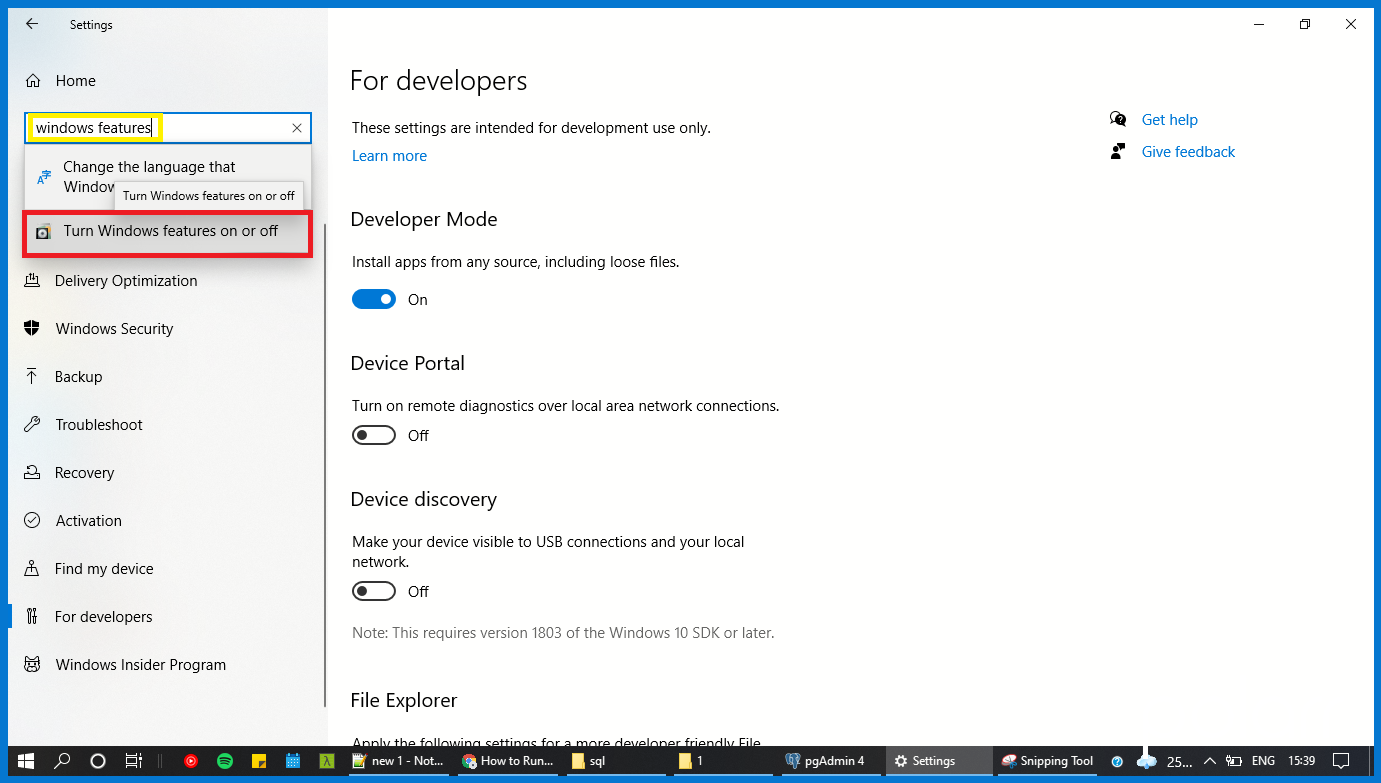 Settings
Home
windows features
Change the language that
Window
Turn Windows features on or off
Turn Windows features on or off
Delivery Optimization
Windows Security
Backup
Troubleshoot
Recovery
Activation
Find my device
For developers
Windows Insider Program
For developers
These settings are intended for development use only.
Learn more
Developer Mode
Install apps from any source, including loose files.
On
Device Portal
Turn on remote diagnostics over local area network connections.
Off
Device discovery
Make your device visible to USB connections and your local
network.
Off
Note: This requires version 1803 of the Windows 10 SDK or later.
File Explorer
Apply the following settings for a more developer friendly File
Get help
Give feedback
new 1 - Not...
How to Run...
sql
1
pgAdmin 4
Settings
Snipping Tool
25...
ENG
15:39